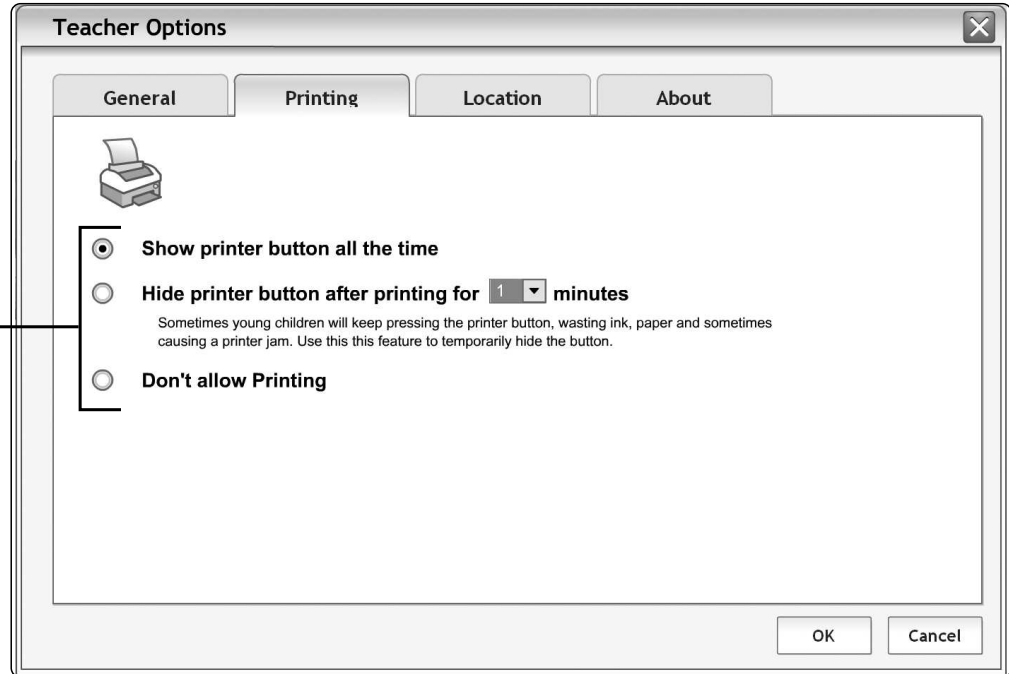 Teacher Options
General Printing Location About
Show printer button all the time
Hide printer button after printing for 1 minutes
Sometimes young children will keep pressing the printer button, wasting ink, paper and sometimes
causing a printer jam. Use this this feature to temporarily hide the button.
Don't allow Printing
OK Cancel